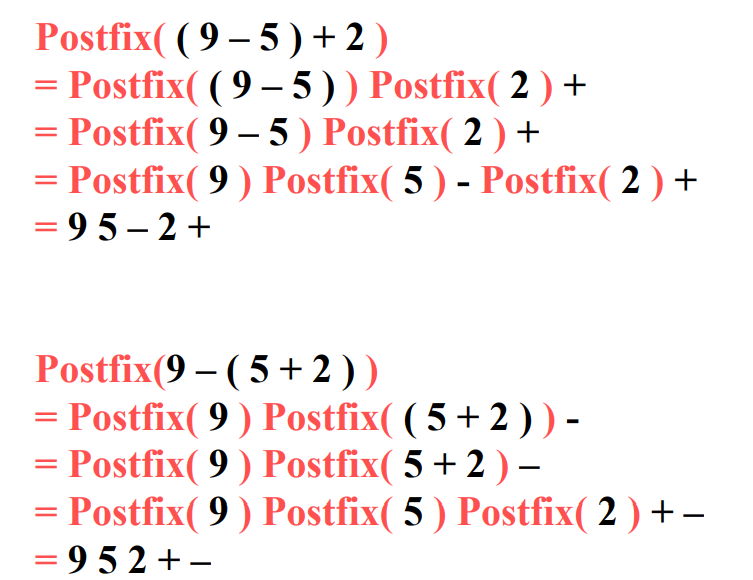 Postfix( ( 9 – 5 ) + 2 )
= Postfix( ( 9 – 5 ) ) Postfix( 2 ) +
= Postfix( 9 – 5 ) Postfix( 2 ) +
= Postfix( 9 ) Postfix( 5 ) - Postfix( 2 ) +
= 9 5 – 2 +
Postfix(9 – ( 5 + 2 ) )
= Postfix( 9 ) Postfix( ( 5 + 2 ) ) -
= Postfix( 9 ) Postfix( 5 + 2 ) –
= Postfix( 9 ) Postfix( 5 ) Postfix( 2 ) + –
= 9 5 2 + –